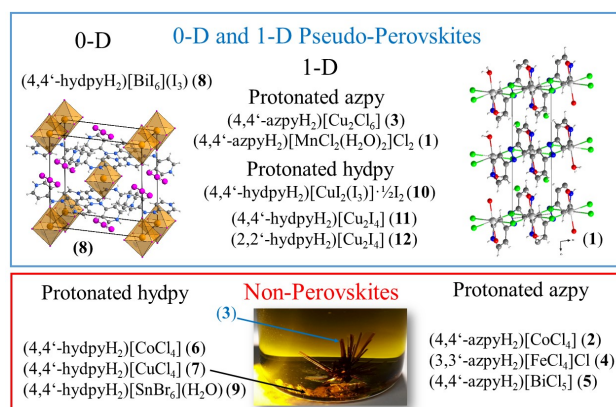 0-D and 1-D Pseudo-Perovskites
0-D
(4,4‘-hydpyH₂)[BiI₆](I₃) (8)
(8)
1-D
Protonated azpy
(4,4‘-azpyH₂)[Cu₂Cl₆] (3)
(4,4‘-azpyH₂)[MnCl₂(H₂O)₂]Cl₂ (1)
Protonated hydpy
(4,4‘-hydpyH₂)[CuI₂(I₃)]·½I₂ (10)
(4,4‘-hydpyH₂)[Cu₂I₄] (11)
(2,2‘-hydpyH₂)[Cu₂I₄] (12)
(1)
Non-Perovskites
Protonated hydpy
(4,4‘-hydpyH₂)[CoCl₄] (6)
(4,4‘-hydpyH₂)[CuCl₄] (7)
(4,4‘-hydpyH₂)[SnBr₆](H₂O) (9)
(3)
Protonated azpy
(4,4‘-azpyH₂)[CoCl₄] (2)
(3,3‘-azpyH₂)[FeCl₄]Cl (4)
(4,4‘-azpyH₂)[BiCl₅] (5)